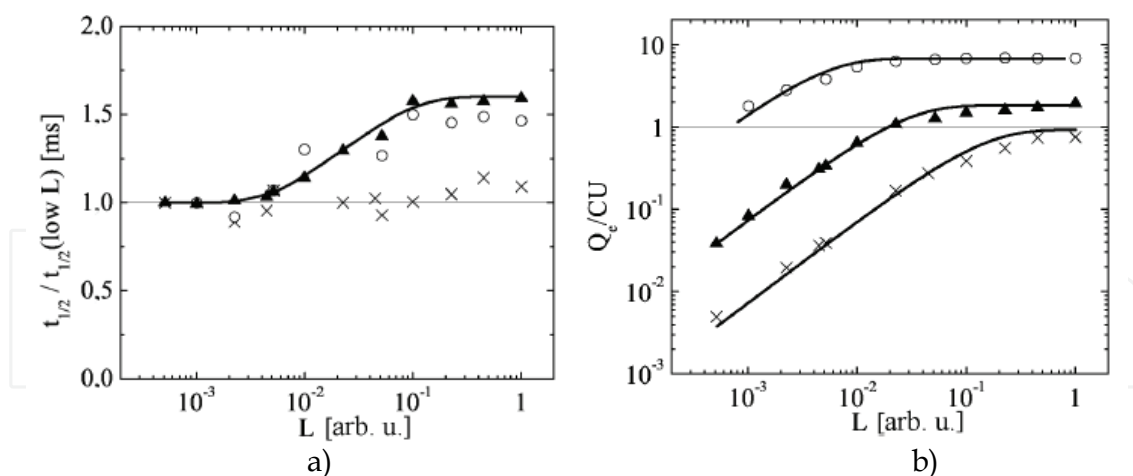 2.0
1.5
1.0
0.5
0.0
t1/2 / t1/2(low L) [ms]
10-3 10-2 10-1 1
L [arb. u.]
a)
10
1
10-1
10-2
10-3
Qe/CU
10-3 10-2 10-1 1
L [arb. u.]
b)